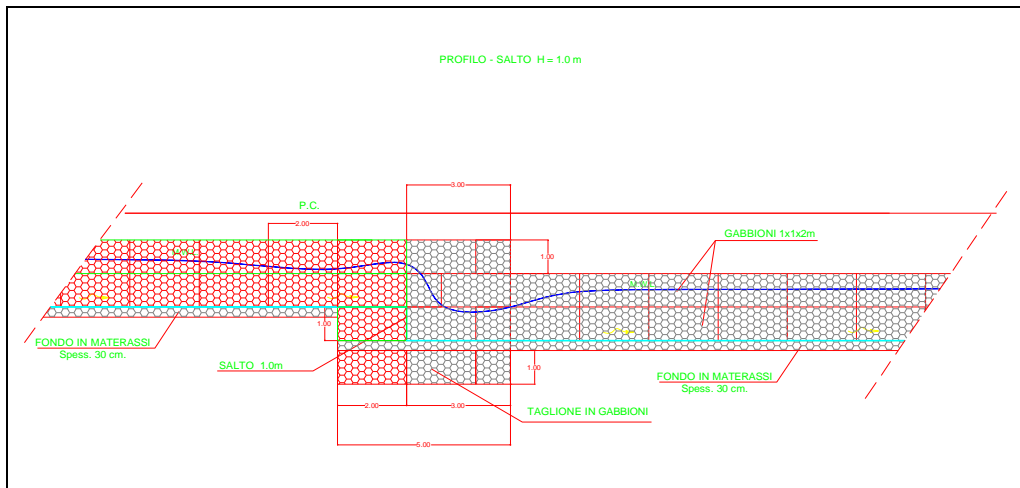 PROFILO - SALTO H = 1.0 m
3.00
P.C.
2.00
GABBIONI 1x1x2m
1.00
M.W.L.
1.00
FONDO IN MATERASSI
Spess. 30 cm.
SALTO 1.0m
1.00
FONDO IN MATERASSI
Spess. 30 cm.
2.00
3.00
TAGLIONE IN GABBIONI
5.00